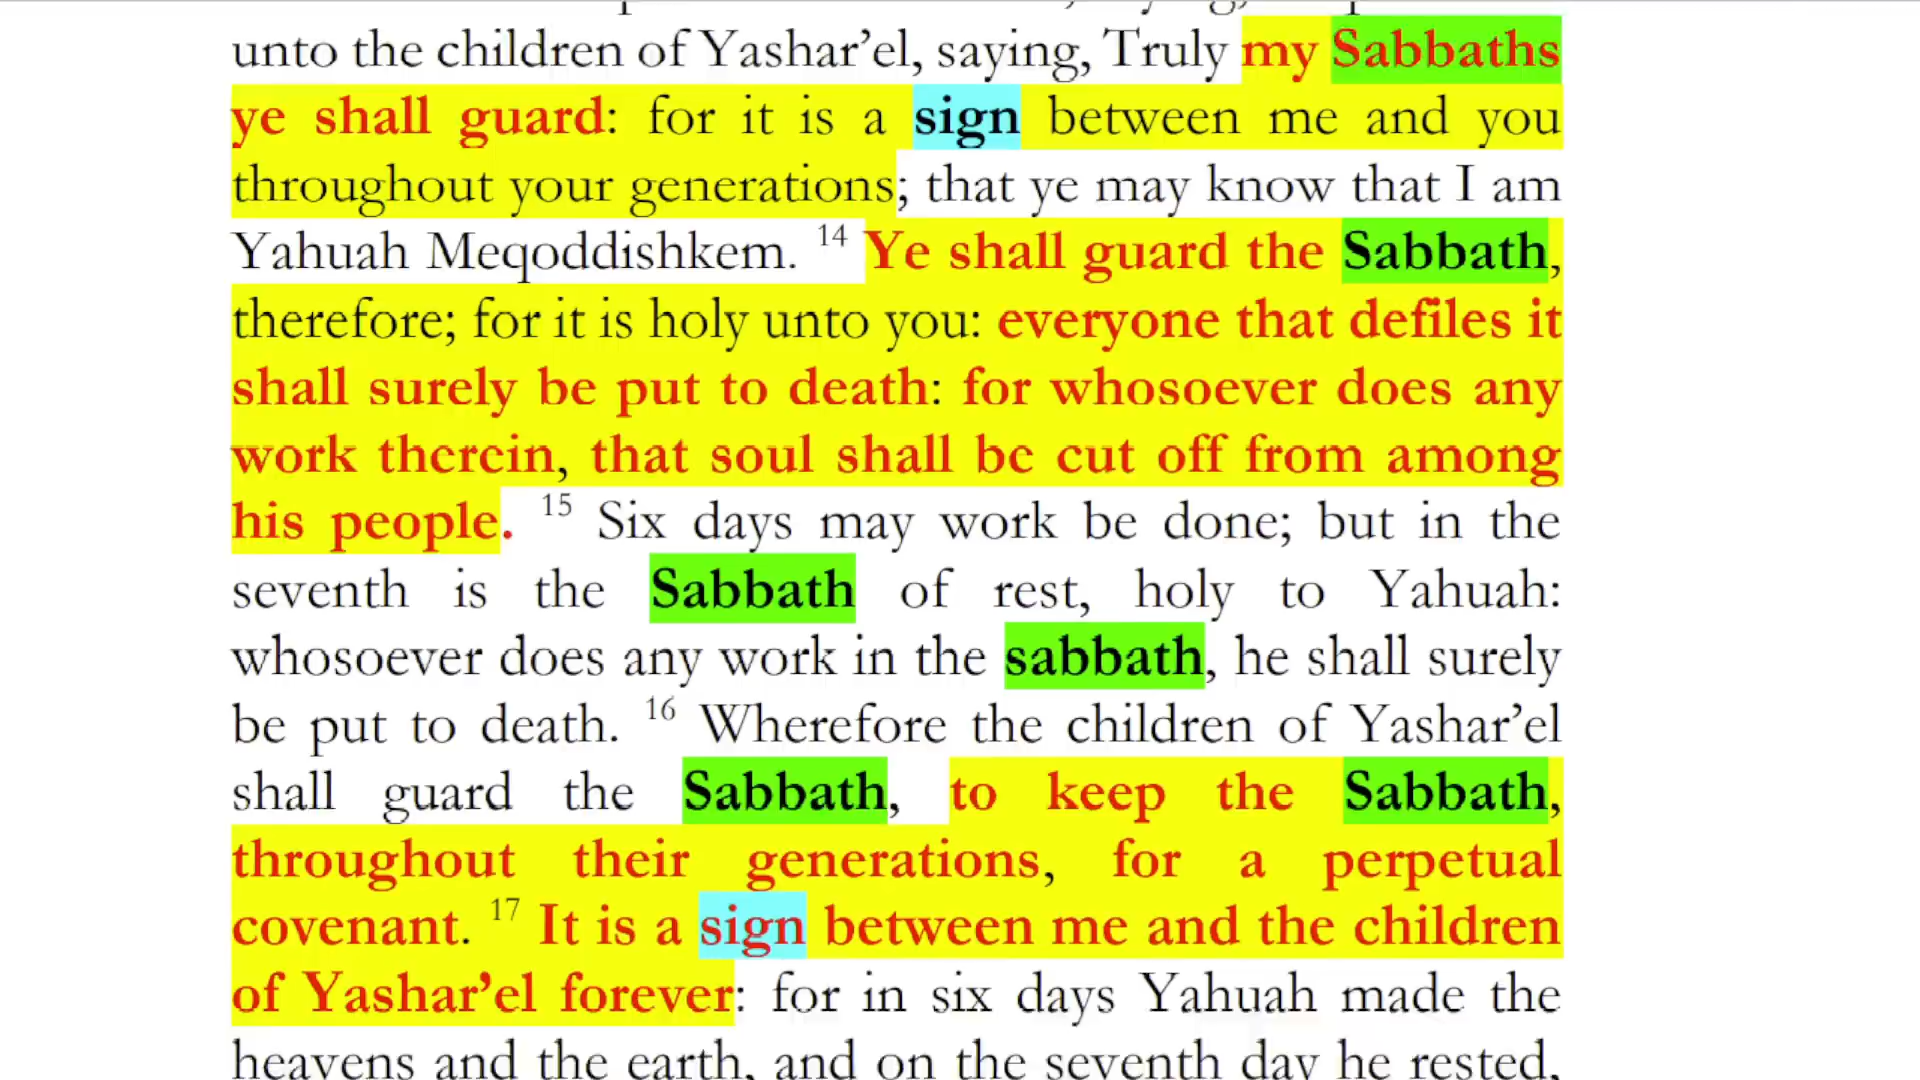 unto the children of Yashar’el, saying, Truly my Sabbaths
ye shall guard: for it is a sign between me and you
throughout your generations; that ye may know that I am
Yahuah Meqoddishkem. 14 Ye shall guard the Sabbath,
therefore; for it is holy unto you: everyone that defiles it
shall surely be put to death: for whosoever does any
work therein, that soul shall be cut off from among
his people. 15 Six days may work be done; but in the
seventh is the Sabbath of rest, holy to Yahuah:
whosoever does any work in the sabbath, he shall surely
be put to death. 16 Wherefore the children of Yashar’el
shall guard the Sabbath, to keep the Sabbath,
throughout their generations, for a perpetual
covenant. 17 It is a sign between me and the children
of Yashar’el forever: for in six days Yahuah made the
heavens and the earth, and on the seventh day he rested,